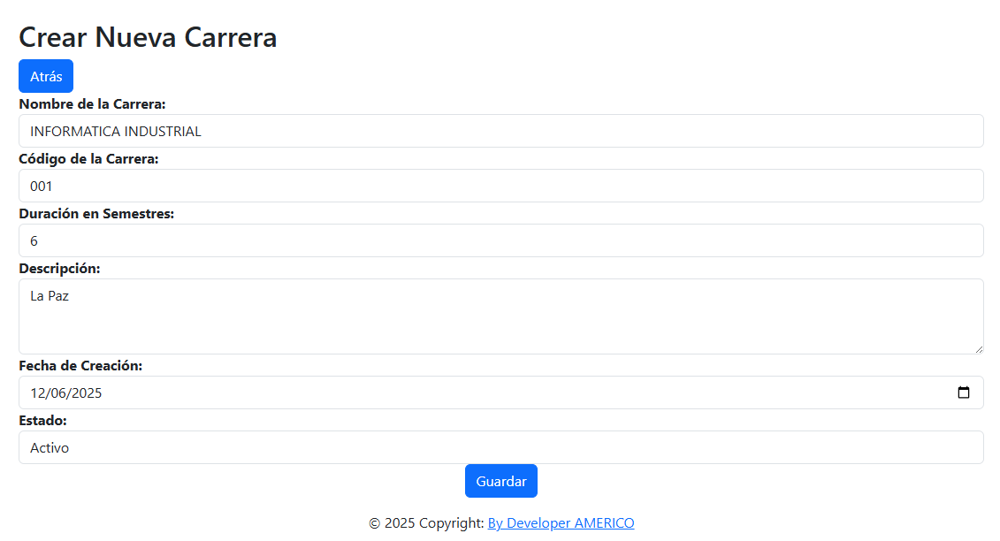 Crear Nueva Carrera
Atrás
Nombre de la Carrera:
INFORMATICA INDUSTRIAL
Código de la Carrera:
001
Duración en Semestres:
6
Descripción:
La Paz
Fecha de Creación:
12/06/2025
Estado:
Activo
Guardar
© 2025 Copyright: By Developer AMERICO